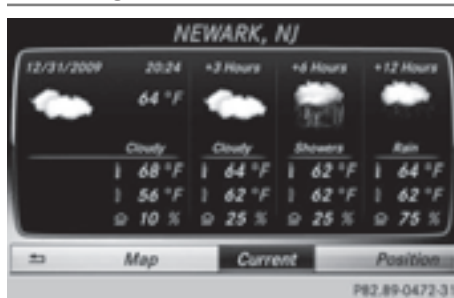 NEWARK, NJ
12/31/2009 20:24 +3 Hours +6 Hours +12 Hours
64 °F
Cloudy Cloudy Showers Rain
68 °F 64 °F 62 °F 64 °F
56 °F 62 °F 62 °F 62 °F
10 % 25 % 25 % 75 %
Map Current Position
P82.89-0472-31